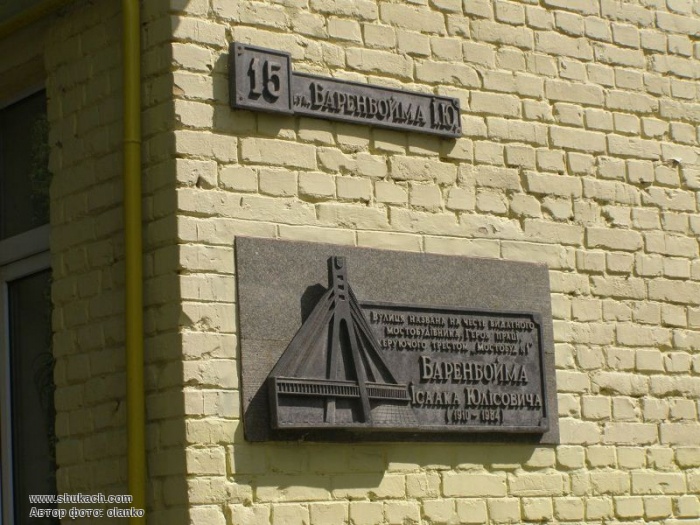 15
вул. Баренбойма І.Ю.
Вулиця названа на честь видатного
мостобудівника Героя праці
керуючого трестом „Мостобуд №1"
Баренбойма
Ісаака Юлісовича
(1910 - 1984)
www.shukach.com
Автор фото: olanko